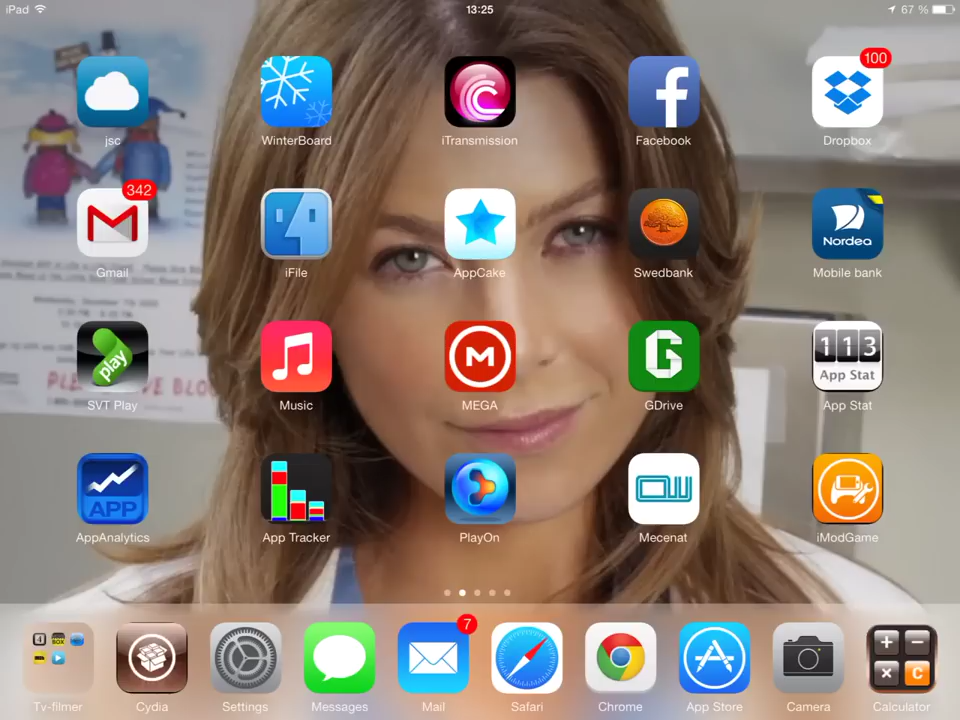 iPad 13:25 67 %
100
jsc WinterBoard iTransmission Facebook Dropbox
342
Nordea
Gmail iFile AppCake Swedbank Mobile bank
play
113
App Stat
SVT Play Music MEGA GDrive App Stat
APP
AppAnalytics App Tracker PlayOn Mecenat iModGame
7
Tv-filmer Cydia Settings Messages Mail Safari Chrome App Store Camera Calculator